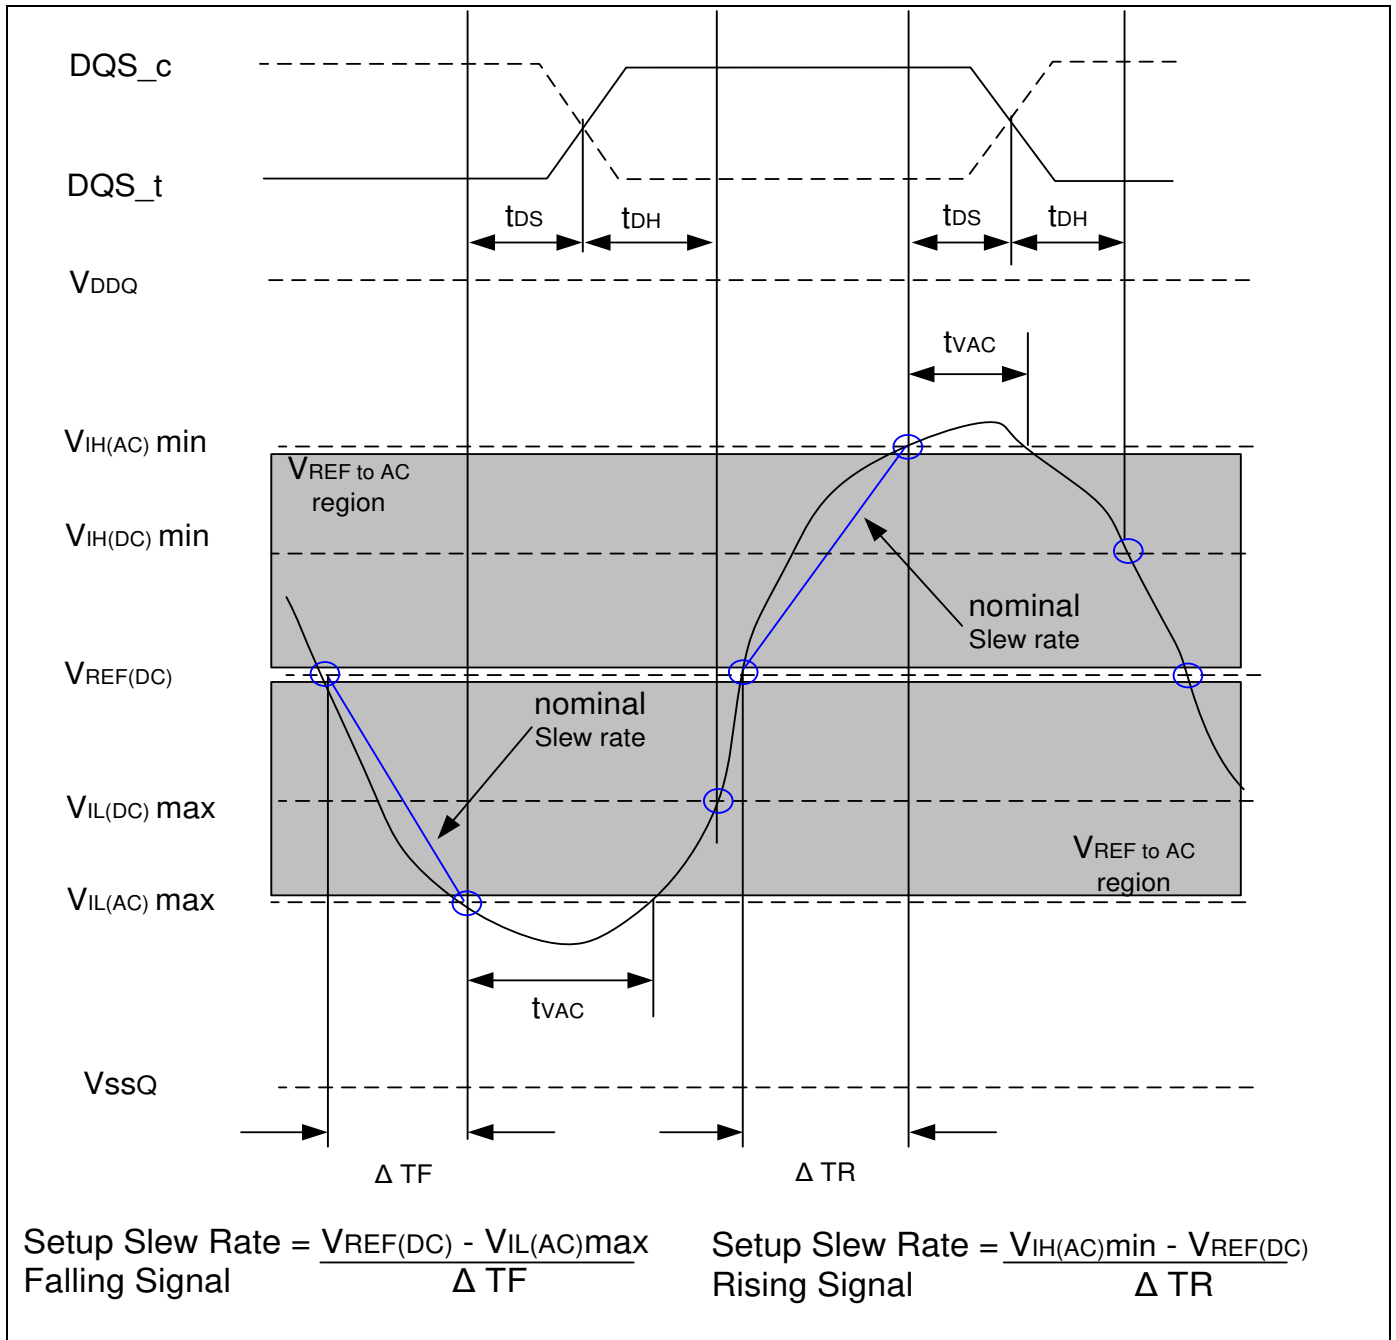 DQS_c
DQS_t
tDS tDH tDS tDH
VDDQ
tVAC
VIH(AC) min
VREF to AC
region
VIH(DC) min
nominal
Slew rate
VREF(DC)
nominal
Slew rate
VIL(DC) max
VREF to AC
region
VIL(AC) max
tVAC
VssQ
Δ TF Δ TR
Setup Slew Rate = VREF(DC) - VIL(AC)max
Falling Signal Δ TF
Setup Slew Rate = VIH(AC)min - VREF(DC)
Rising Signal Δ TR